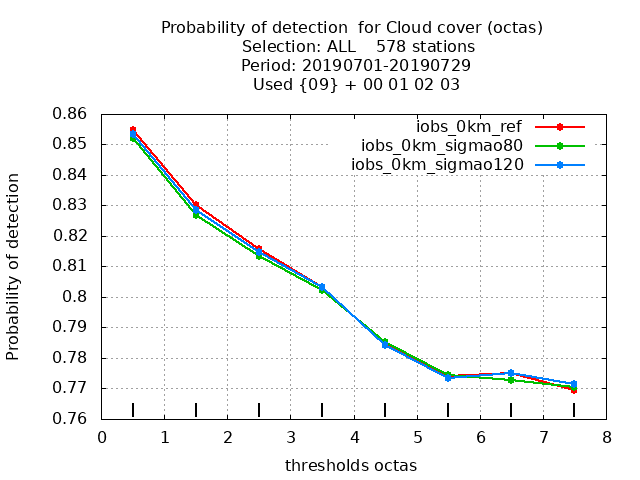 Probability of detection  for Cloud cover (octas)
Selection: ALL    578 stations
Period: 20190701-20190729
Used {09} + 00 01 02 03
iobs_0km_ref
iobs_0km_sigmao80
iobs_0km_sigmao120
0.86
0.85
0.84
0.83
0.82
0.81
0.8
0.79
0.78
0.77
0.76
Probability of detection
0 1 2 3 4 5 6 7 8
thresholds octas